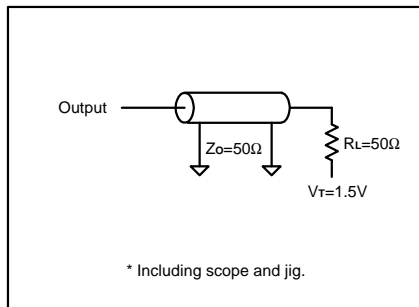 Output
Zo=50Ω
RL=50Ω
VT=1.5V
* Including scope and jig.